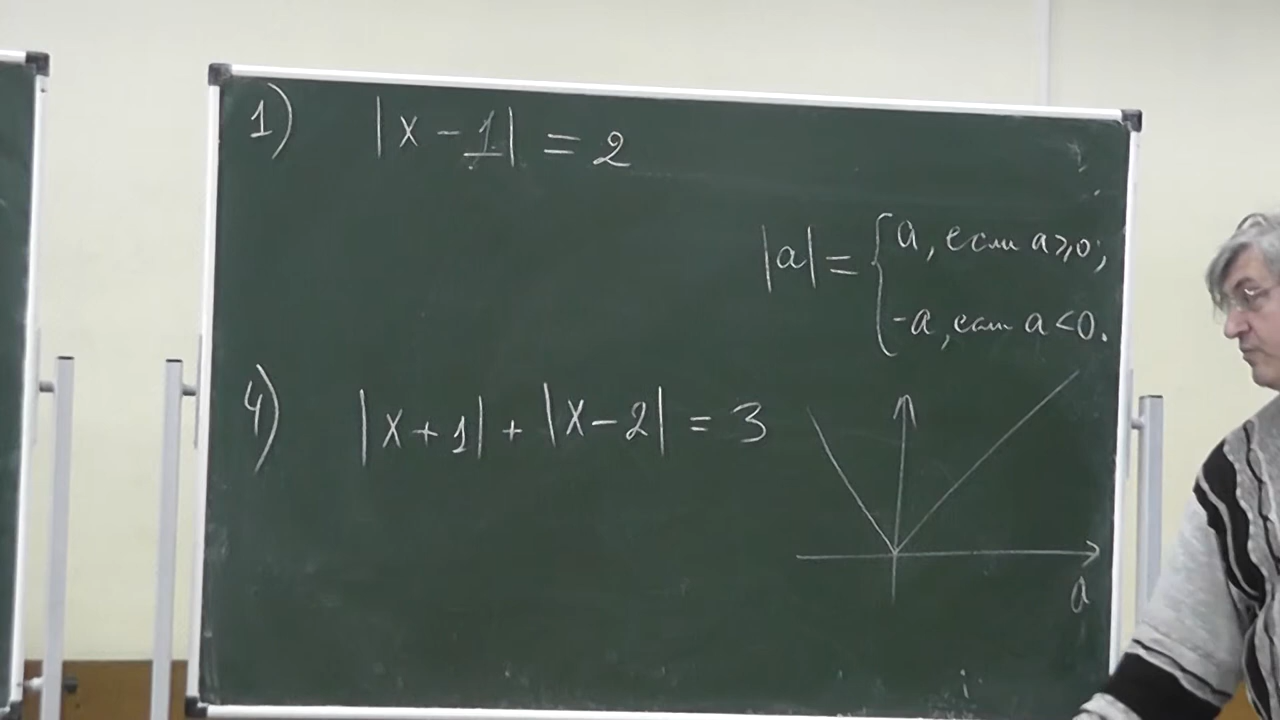 1) |x - 1| = 2
|a| = { a, если a ⩾ 0;
-a, если a < 0.
4) |x + 1| + |x - 2| = 3
a